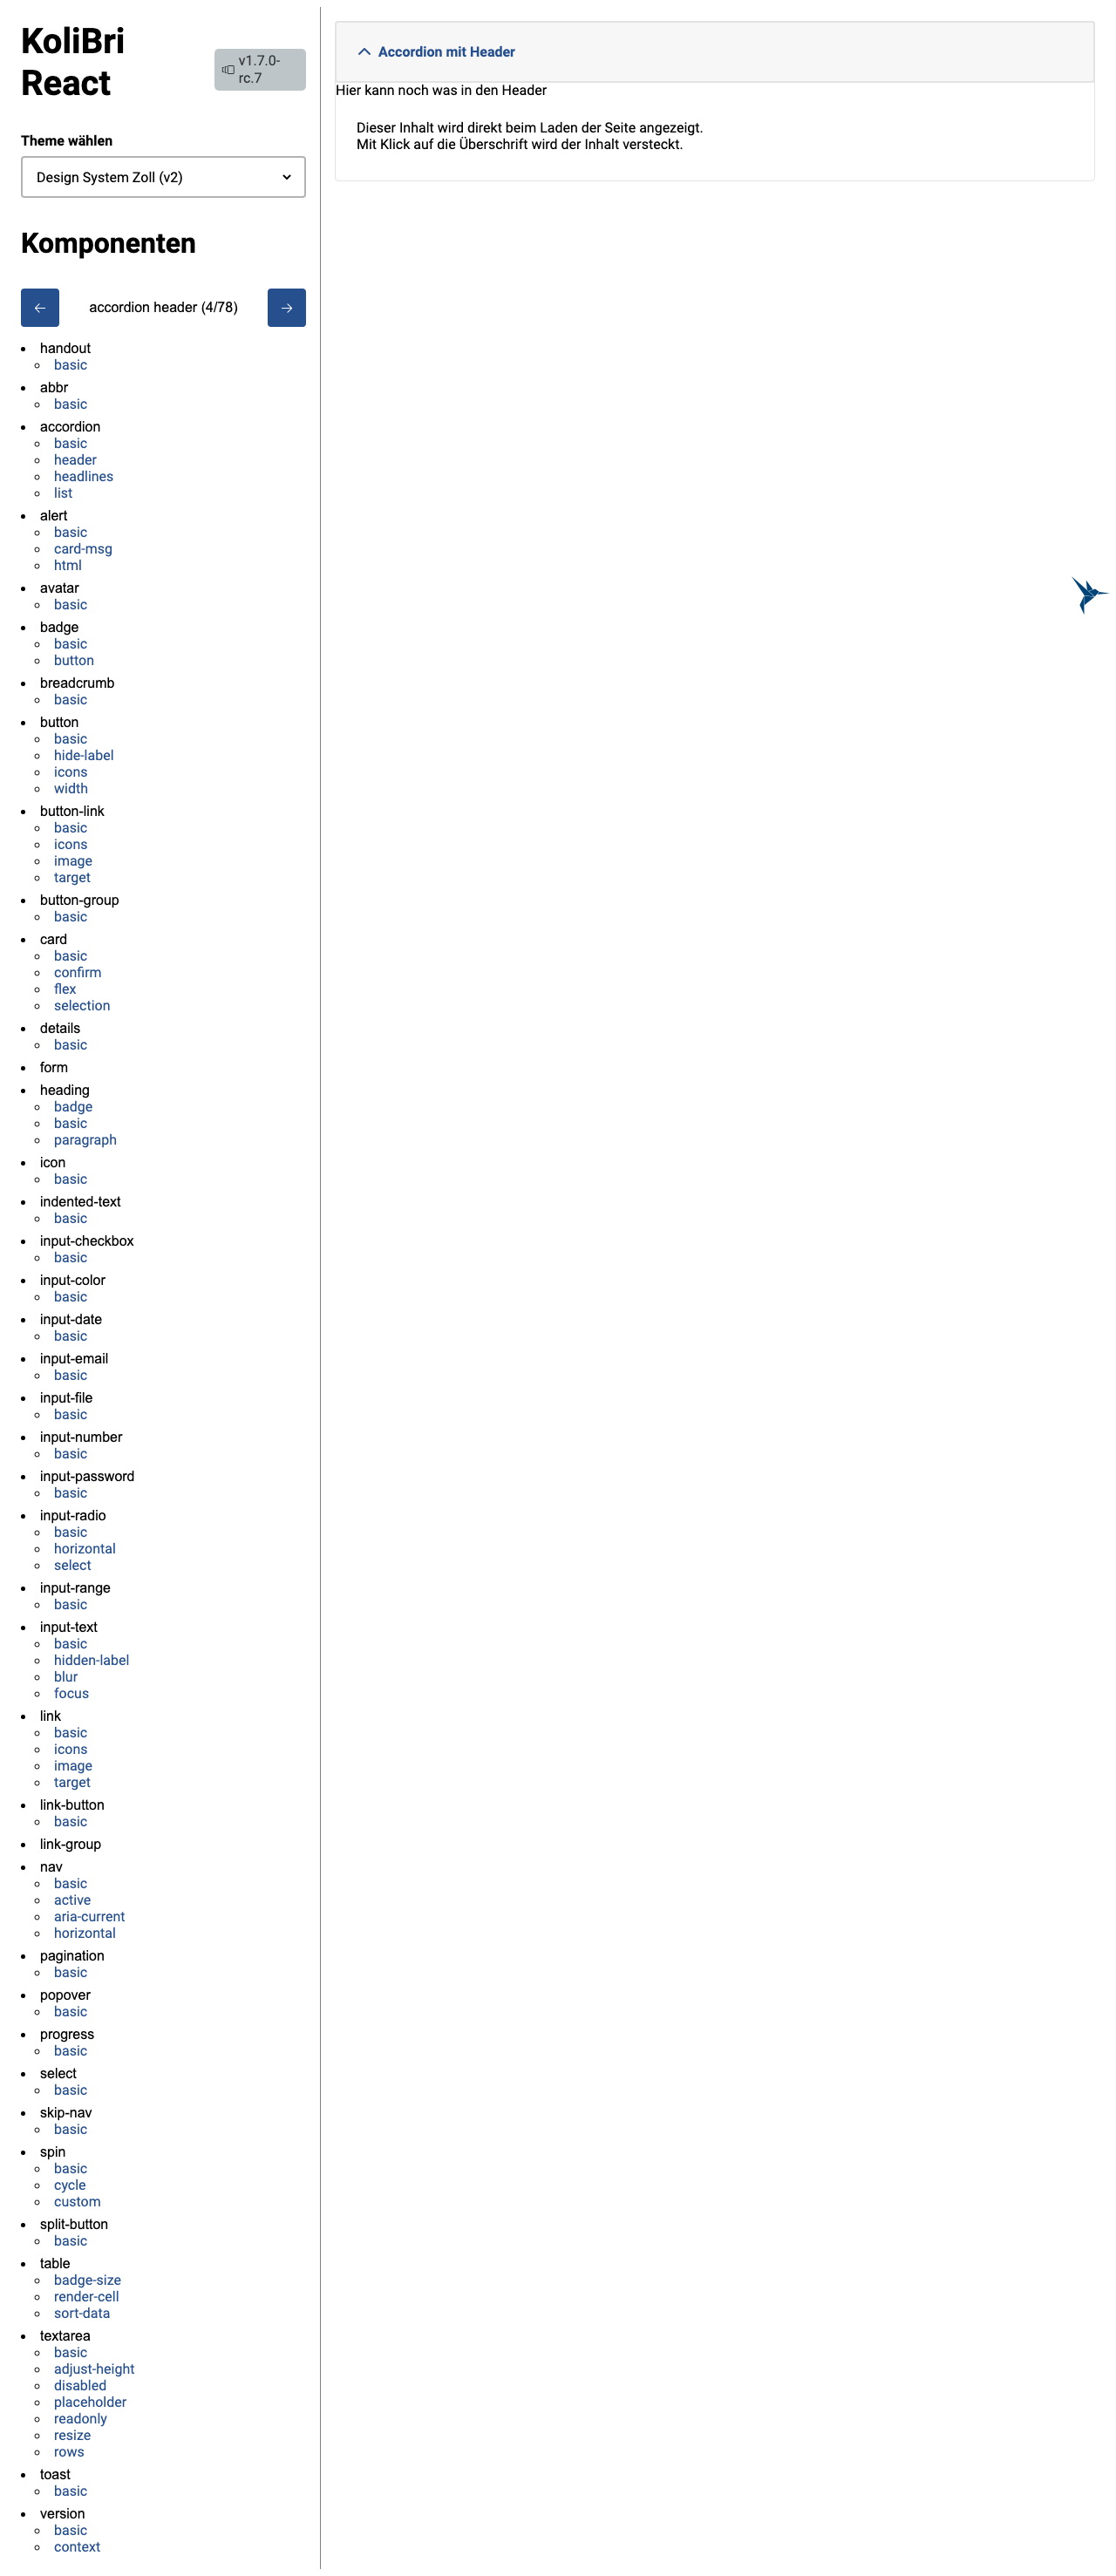 KoliBri
React
v1.7.0-
rc.7
Theme wählen
Design System Zoll (v2)
Komponenten
accordion header (4/78)
handout
basic
abbr
basic
accordion
basic
header
headlines
list
alert
basic
card-msg
html
avatar
basic
badge
basic
button
breadcrumb
basic
button
basic
hide-label
icons
width
button-link
basic
icons
image
target
button-group
basic
card
basic
confirm
flex
selection
details
basic
form
heading
badge
basic
paragraph
icon
basic
indented-text
basic
input-checkbox
basic
input-color
basic
input-date
basic
input-email
basic
input-file
basic
input-number
basic
input-password
basic
input-radio
basic
horizontal
select
input-range
basic
input-text
basic
hidden-label
blur
focus
link
basic
icons
image
target
link-button
basic
link-group
nav
basic
active
aria-current
horizontal
pagination
basic
popover
basic
progress
basic
select
basic
skip-nav
basic
spin
basic
cycle
custom
split-button
basic
table
badge-size
render-cell
sort-data
textarea
basic
adjust-height
disabled
placeholder
readonly
resize
rows
toast
basic
version
basic
context
Accordion mit Header
Hier kann noch was in den Header
Dieser Inhalt wird direkt beim Laden der Seite angezeigt.
Mit Klick auf die Überschrift wird der Inhalt versteckt.